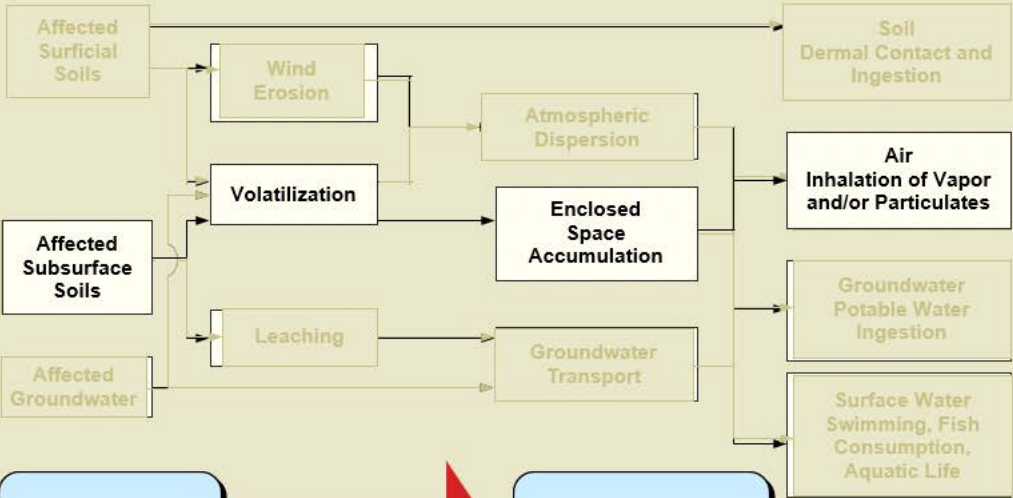 Affected
Surficial
Soils
Wind
Erosion
Soil
Dermal Contact and
Ingestion
Atmospheric
Dispersion
Air
Inhalation of Vapor
and/or Particulates
Volatilization
Enclosed
Space
Accumulation
Affected
Subsurface
Soils
Groundwater
Potable Water
Ingestion
Leaching
Groundwater
Transport
Affected
Groundwater
Surface Water
Swimming, Fish
Consumption,
Aquatic Life